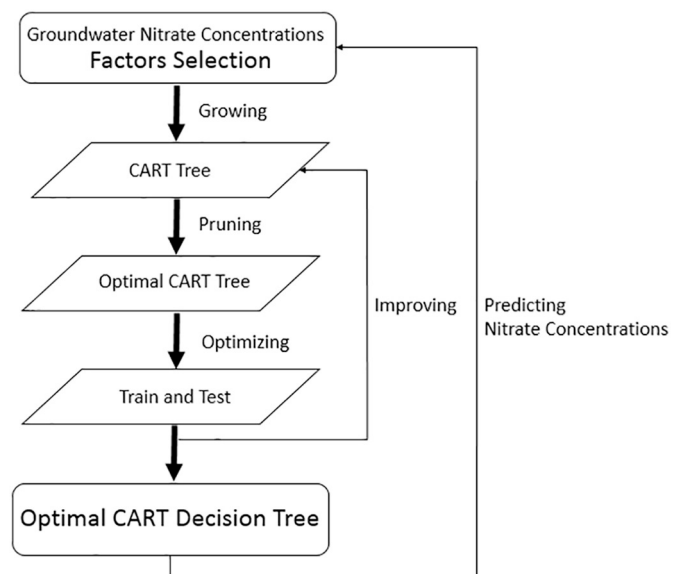 Groundwater Nitrate Concentrations
Factors Selection
Growing
CART Tree
Pruning
Optimal CART Tree
Improving
Predicting
Nitrate Concentrations
Optimizing
Train and Test
Optimal CART Decision Tree